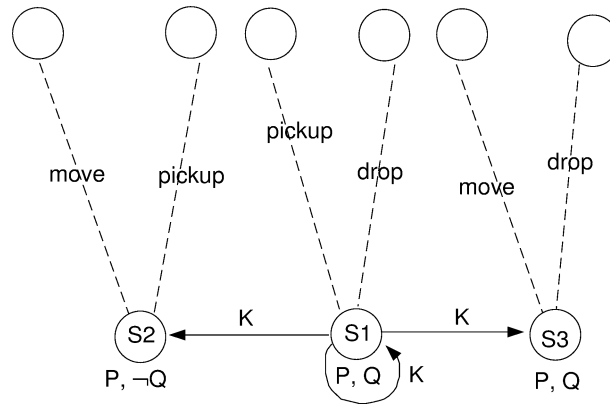 pickup
drop
move
pickup
move
drop
K
K
S2
S1
S3
P, ¬Q
P, Q
K
P, Q